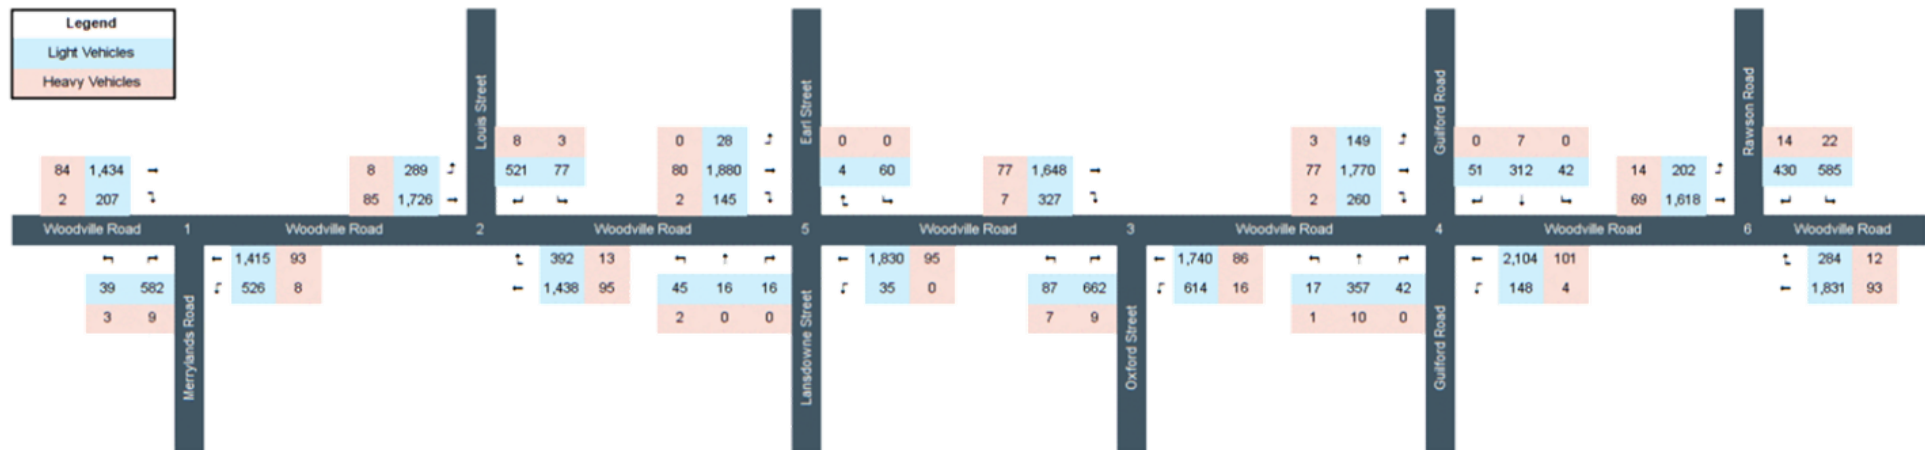 Legend
Light Vehicles
Heavy Vehicles
Louis Street
Earl Street
Guilford Road
Rawson Road
8 3
0 28
0 0
3 149
0 7 0
14 22
84 1,434
8 289
521 77
80 1,880
4 60
77 1,648
77 1,770
51 312 42
14 202
430 585
2 207
85 1,726
2 145
7 327
2 260
69 1,618
Woodville Road 1 Woodville Road 2 Woodville Road 5 Woodville Road 3 Woodville Road 4 Woodville Road 6 Woodville Road
1,415 93
392 13
1,830 95
1,740 86
2,104 101
284 12
39 582
526 8
1,438 95
45 16 16
35 0
87 662
614 16
17 357 42
148 4
1,831 93
3 9
2 0 0
7 9
1 10 0
Merrylands Road
Lansdowne Street
Oxford Street
Guilford Road